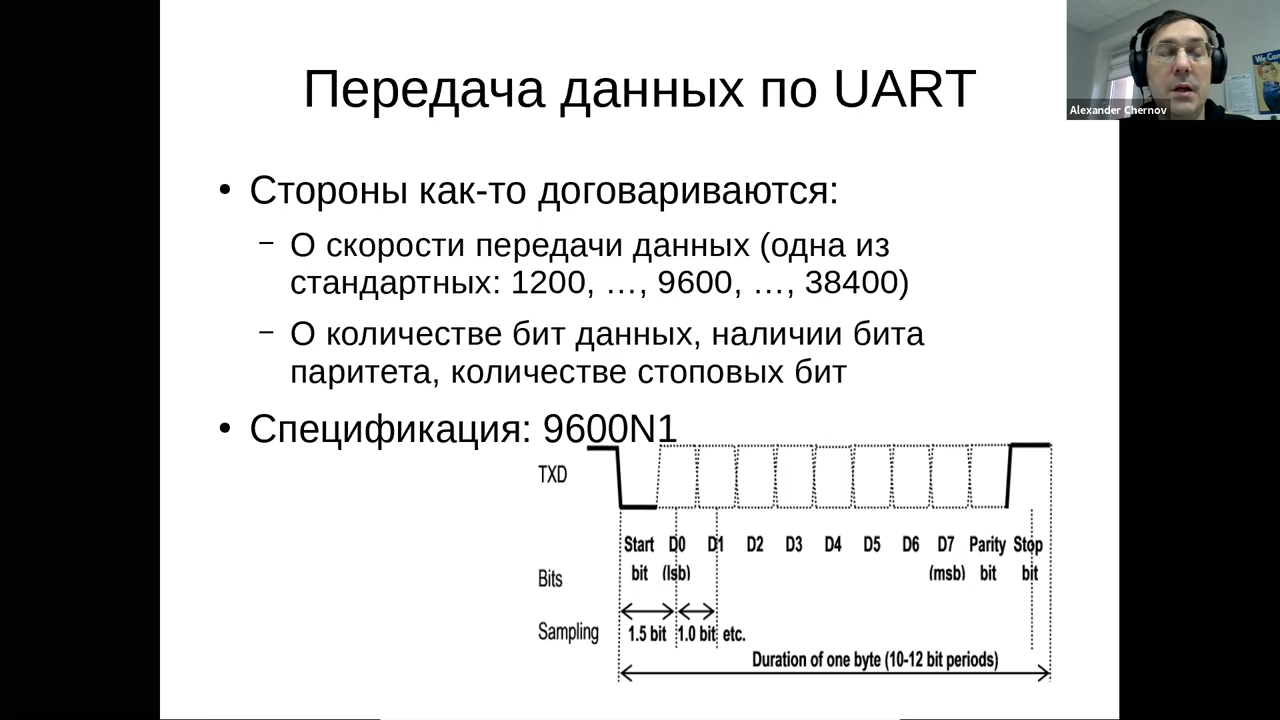 Передача данных по UART
Alexander Chernov
We Can
• Стороны как-то договариваются:
– О скорости передачи данных (одна из
стандартных: 1200, …, 9600, …, 38400)
– О количестве бит данных, наличии бита
паритета, количестве стоповых бит
• Спецификация: 9600N1
TXD
Start D0 D1 D2 D3 D4 D5 D6 D7 Parity Stop
Bits bit (lsb) (msb) bit bit
Sampling 1.5 bit 1.0 bit etc.
Duration of one byte (10-12 bit periods)